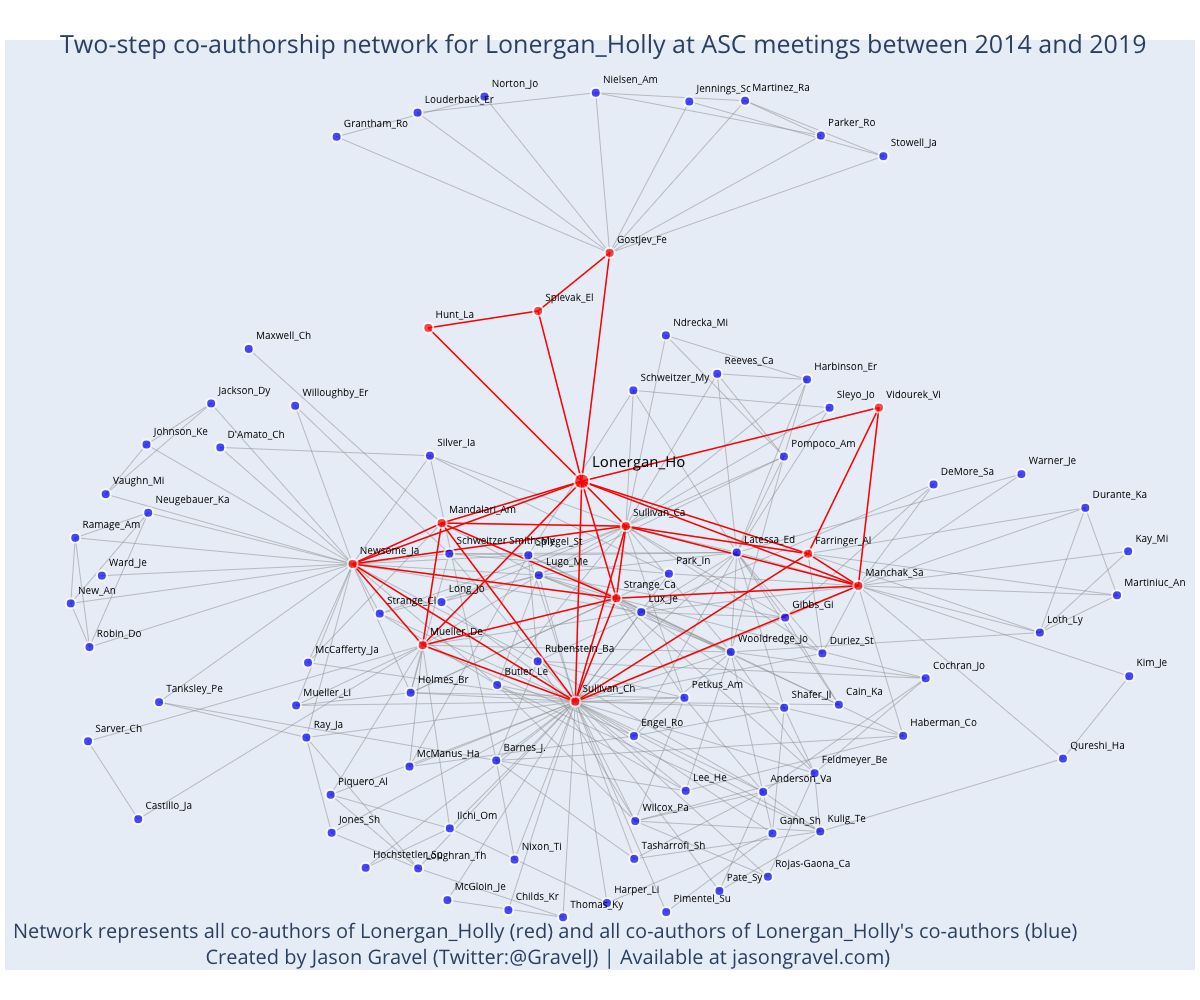 Two-step co-authorship network for Lonergan_Holly at ASC meetings between 2014 and 2019
Norton_Jo
Nielsen_Am
Jennings_Sc
Martinez_Ra
Louderback_Er
Grantham_Ro
Parker_Ro
Stowell_Ja
Gostjev_Fe
Spievak_El
Hunt_La
Ndrecka_Mi
Maxwell_Ch
Reeves_Ca
Harbinson_Er
Schweitzer_My
Jackson_Dy
Willoughby_Er
Sleyo_Jo
Vidourek_Vi
Johnson_Ke
D'Amato_Ch
Silver_Ia
Pompoco_Am
Lonergan_Ho
DeMore_Sa
Warner_Je
Vaughn_Mi
Neugebauer_Ka
Durante_Ka
Mandalari_Am
Sullivan_Ca
Ramage_Am
Newsome_Ja
Schweitzer Smith_My
Spiegel_St
Latessa_Ed
Farringer_Al
Kay_Mi
Ward_Je
Lugo_Me
Park_In
Manchak_Sa
New_An
Strange_Cl
Long_Jo
Strange_Ca
Lux_Je
Gibbs_Gi
Martiniuc_An
Robin_Do
Mueller_De
Loth_Ly
McCafferty_Ja
Rubenstein_Ba
Wooldredge_Jo
Duriez_St
Cochran_Jo
Kim_Je
Tanksley_Pe
Mueller_Li
Holmes_Br
Butler_Le
Sullivan_Ch
Petkus_Am
Shafer_Ji
Cain_Ka
Sarver_Ch
Ray_Ja
Engel_Ro
Haberman_Co
McManus_Ha
Barnes_J.
Qureshi_Ha
Feldmeyer_Be
Castillo_Ja
Piquero_Al
Lee_He
Anderson_Va
Jones_Sh
Ilchi_Om
Wilcox_Pa
Gann_Sh
Kulig_Te
Hochstetler_Su
Loughran_Th
Nixon_Ti
Tasharrofi_Sh
Rojas-Gaona_Ca
McGloin_Je
Childs_Kr
Thomas_Ky
Harper_Li
Pimentel_Su
Pate_Sy
Network represents all co-authors of Lonergan_Holly (red) and all co-authors of Lonergan_Holly's co-authors (blue)
Created by Jason Gravel (Twitter:@GravelJ) | Available at jasongravel.com)